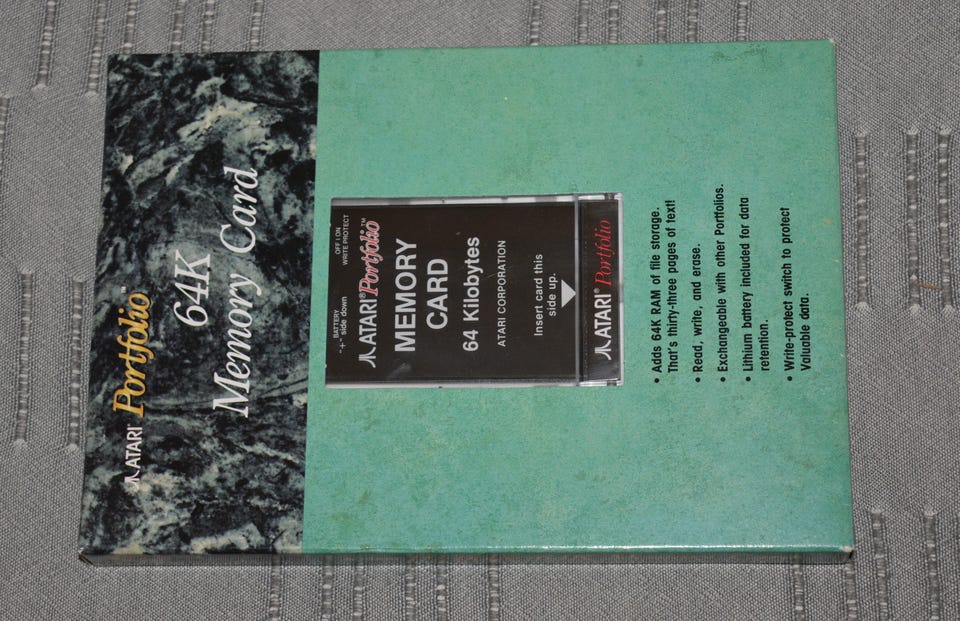 ATARI Portfolio™
64K
Memory Card
BATTERY
"+" side down
OFF | ON
WRITE PROTECT
ATARI® Portfolio™
MEMORY
CARD
64 Kilobytes
ATARI CORPORATION
Insert card this
side up.
ATARI® Portfolio
• Adds 64K RAM of file storage.
That's thirty-three pages of text!
• Read, write, and erase.
• Exchangeable with other Portfolios.
• Lithium battery included for data
retention.
• Write-protect switch to protect
Valuable data.